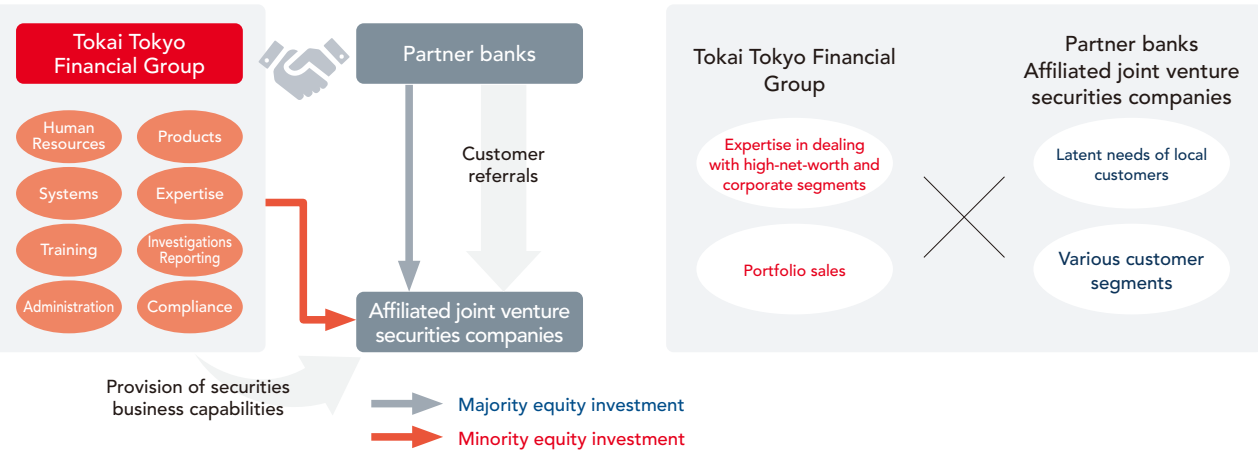 Tokai Tokyo
Financial Group
Partner banks
Human
Resources
Products
Systems
Expertise
Training
Investigations
Reporting
Administration
Compliance
Customer
referrals
Affiliated joint venture
securities companies
Provision of securities
business capabilities
Majority equity investment
Minority equity investment
Tokai Tokyo Financial
Group
Partner banks
Affiliated joint venture
securities companies
Expertise in dealing
with high-net-worth and
corporate segments
Latent needs of local
customers
Portfolio sales
Various customer
segments